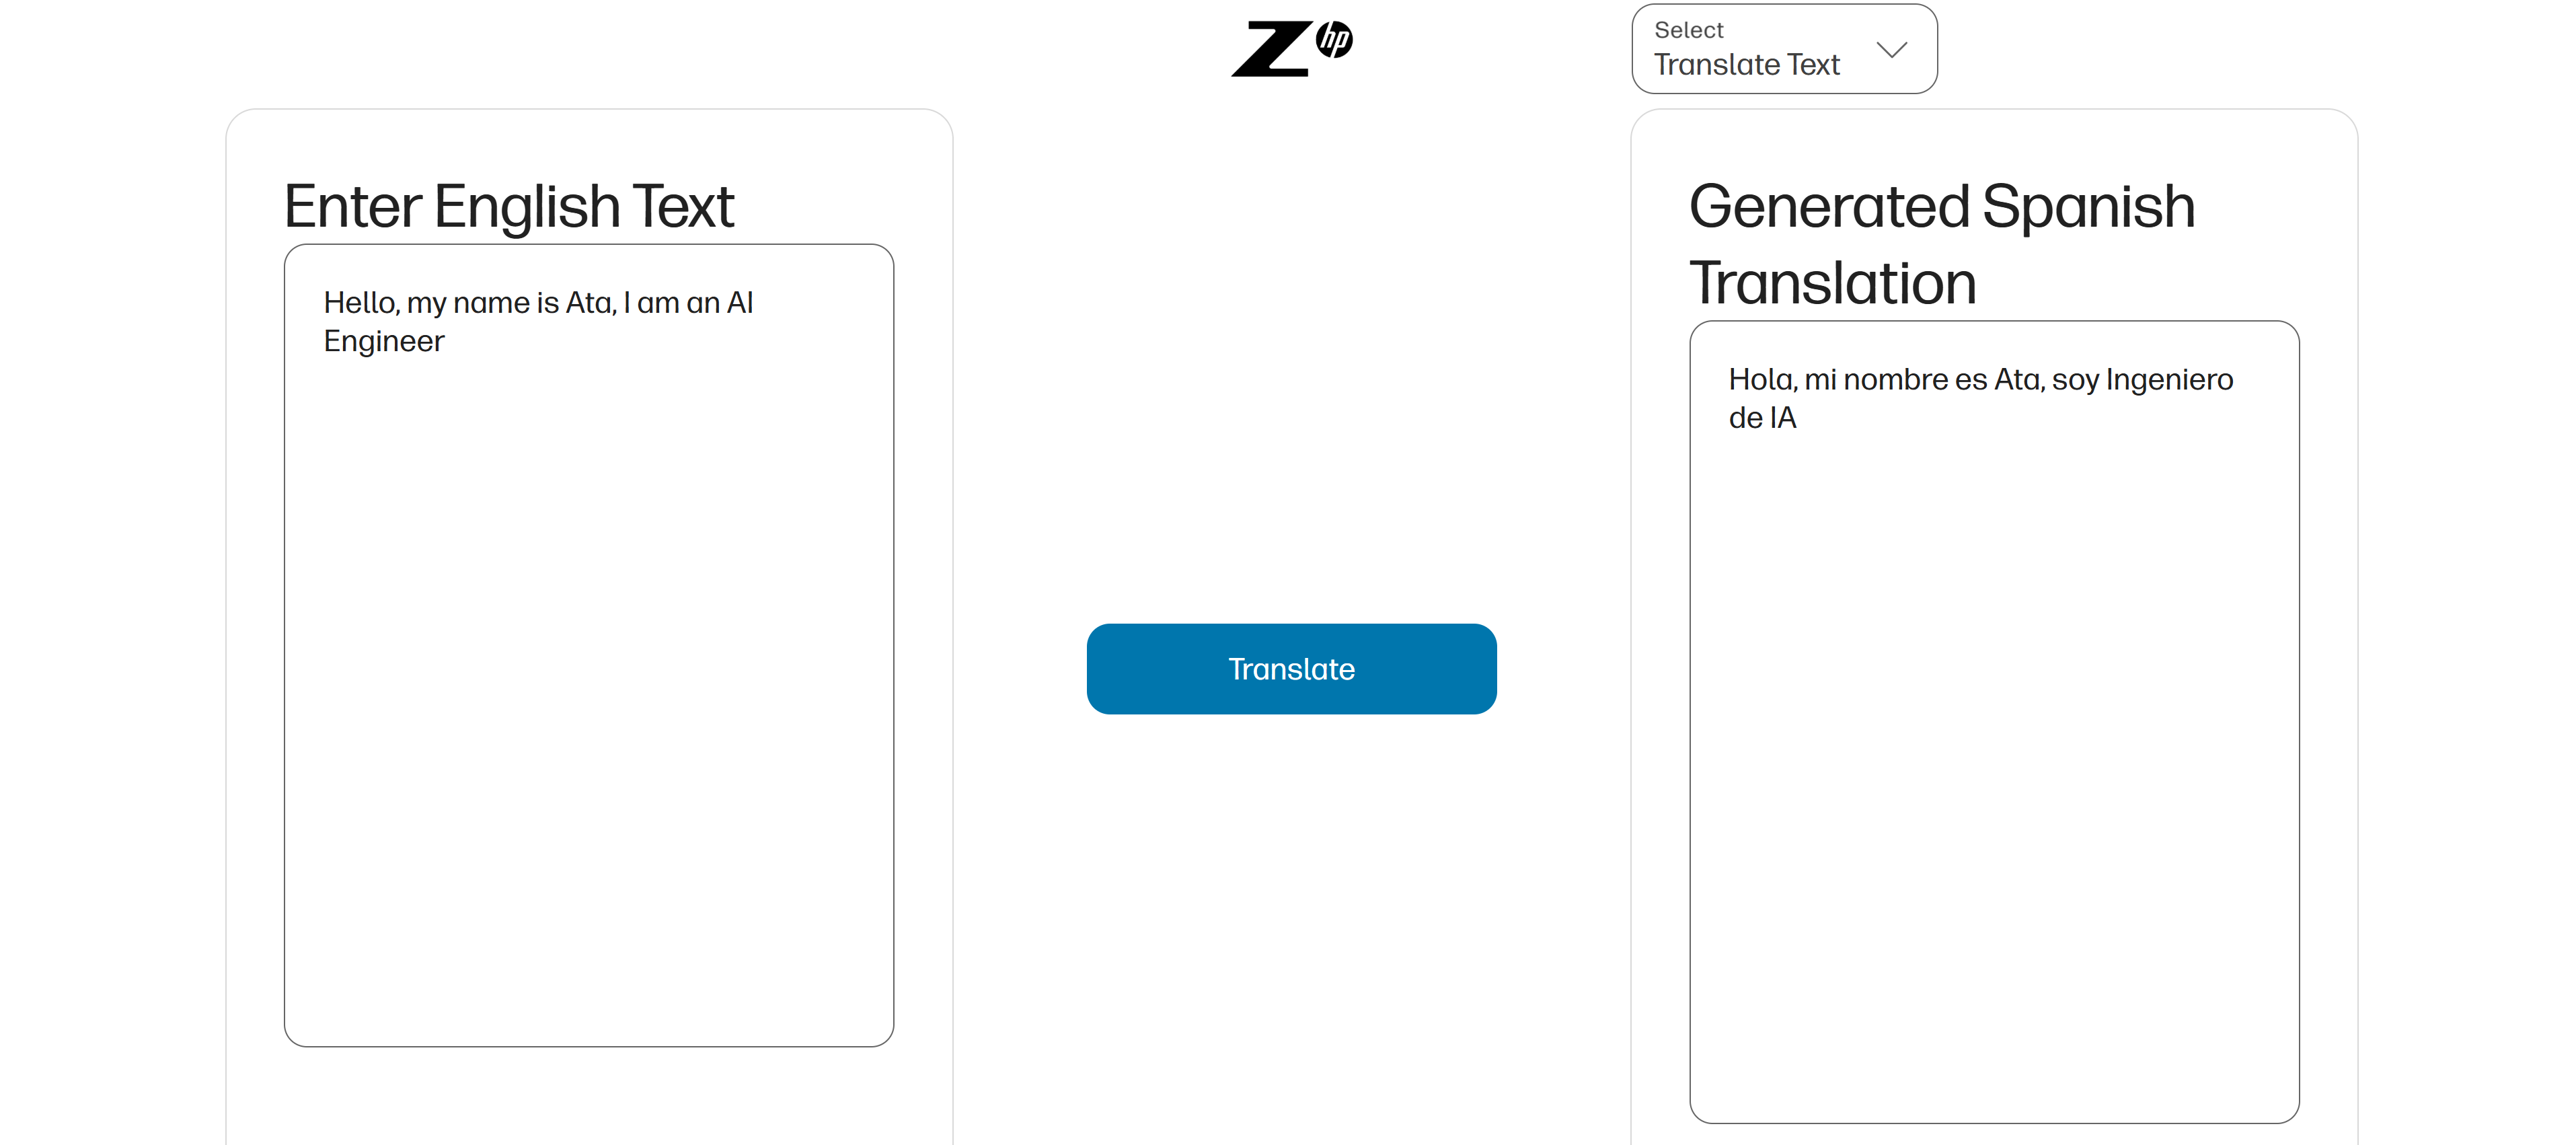 Z hp
Select
Translate Text
Enter English Text
Hello, my name is Ata, I am an AI
Engineer
Translate
Generated Spanish
Translation
Hola, mi nombre es Ata, soy Ingeniero
de IA